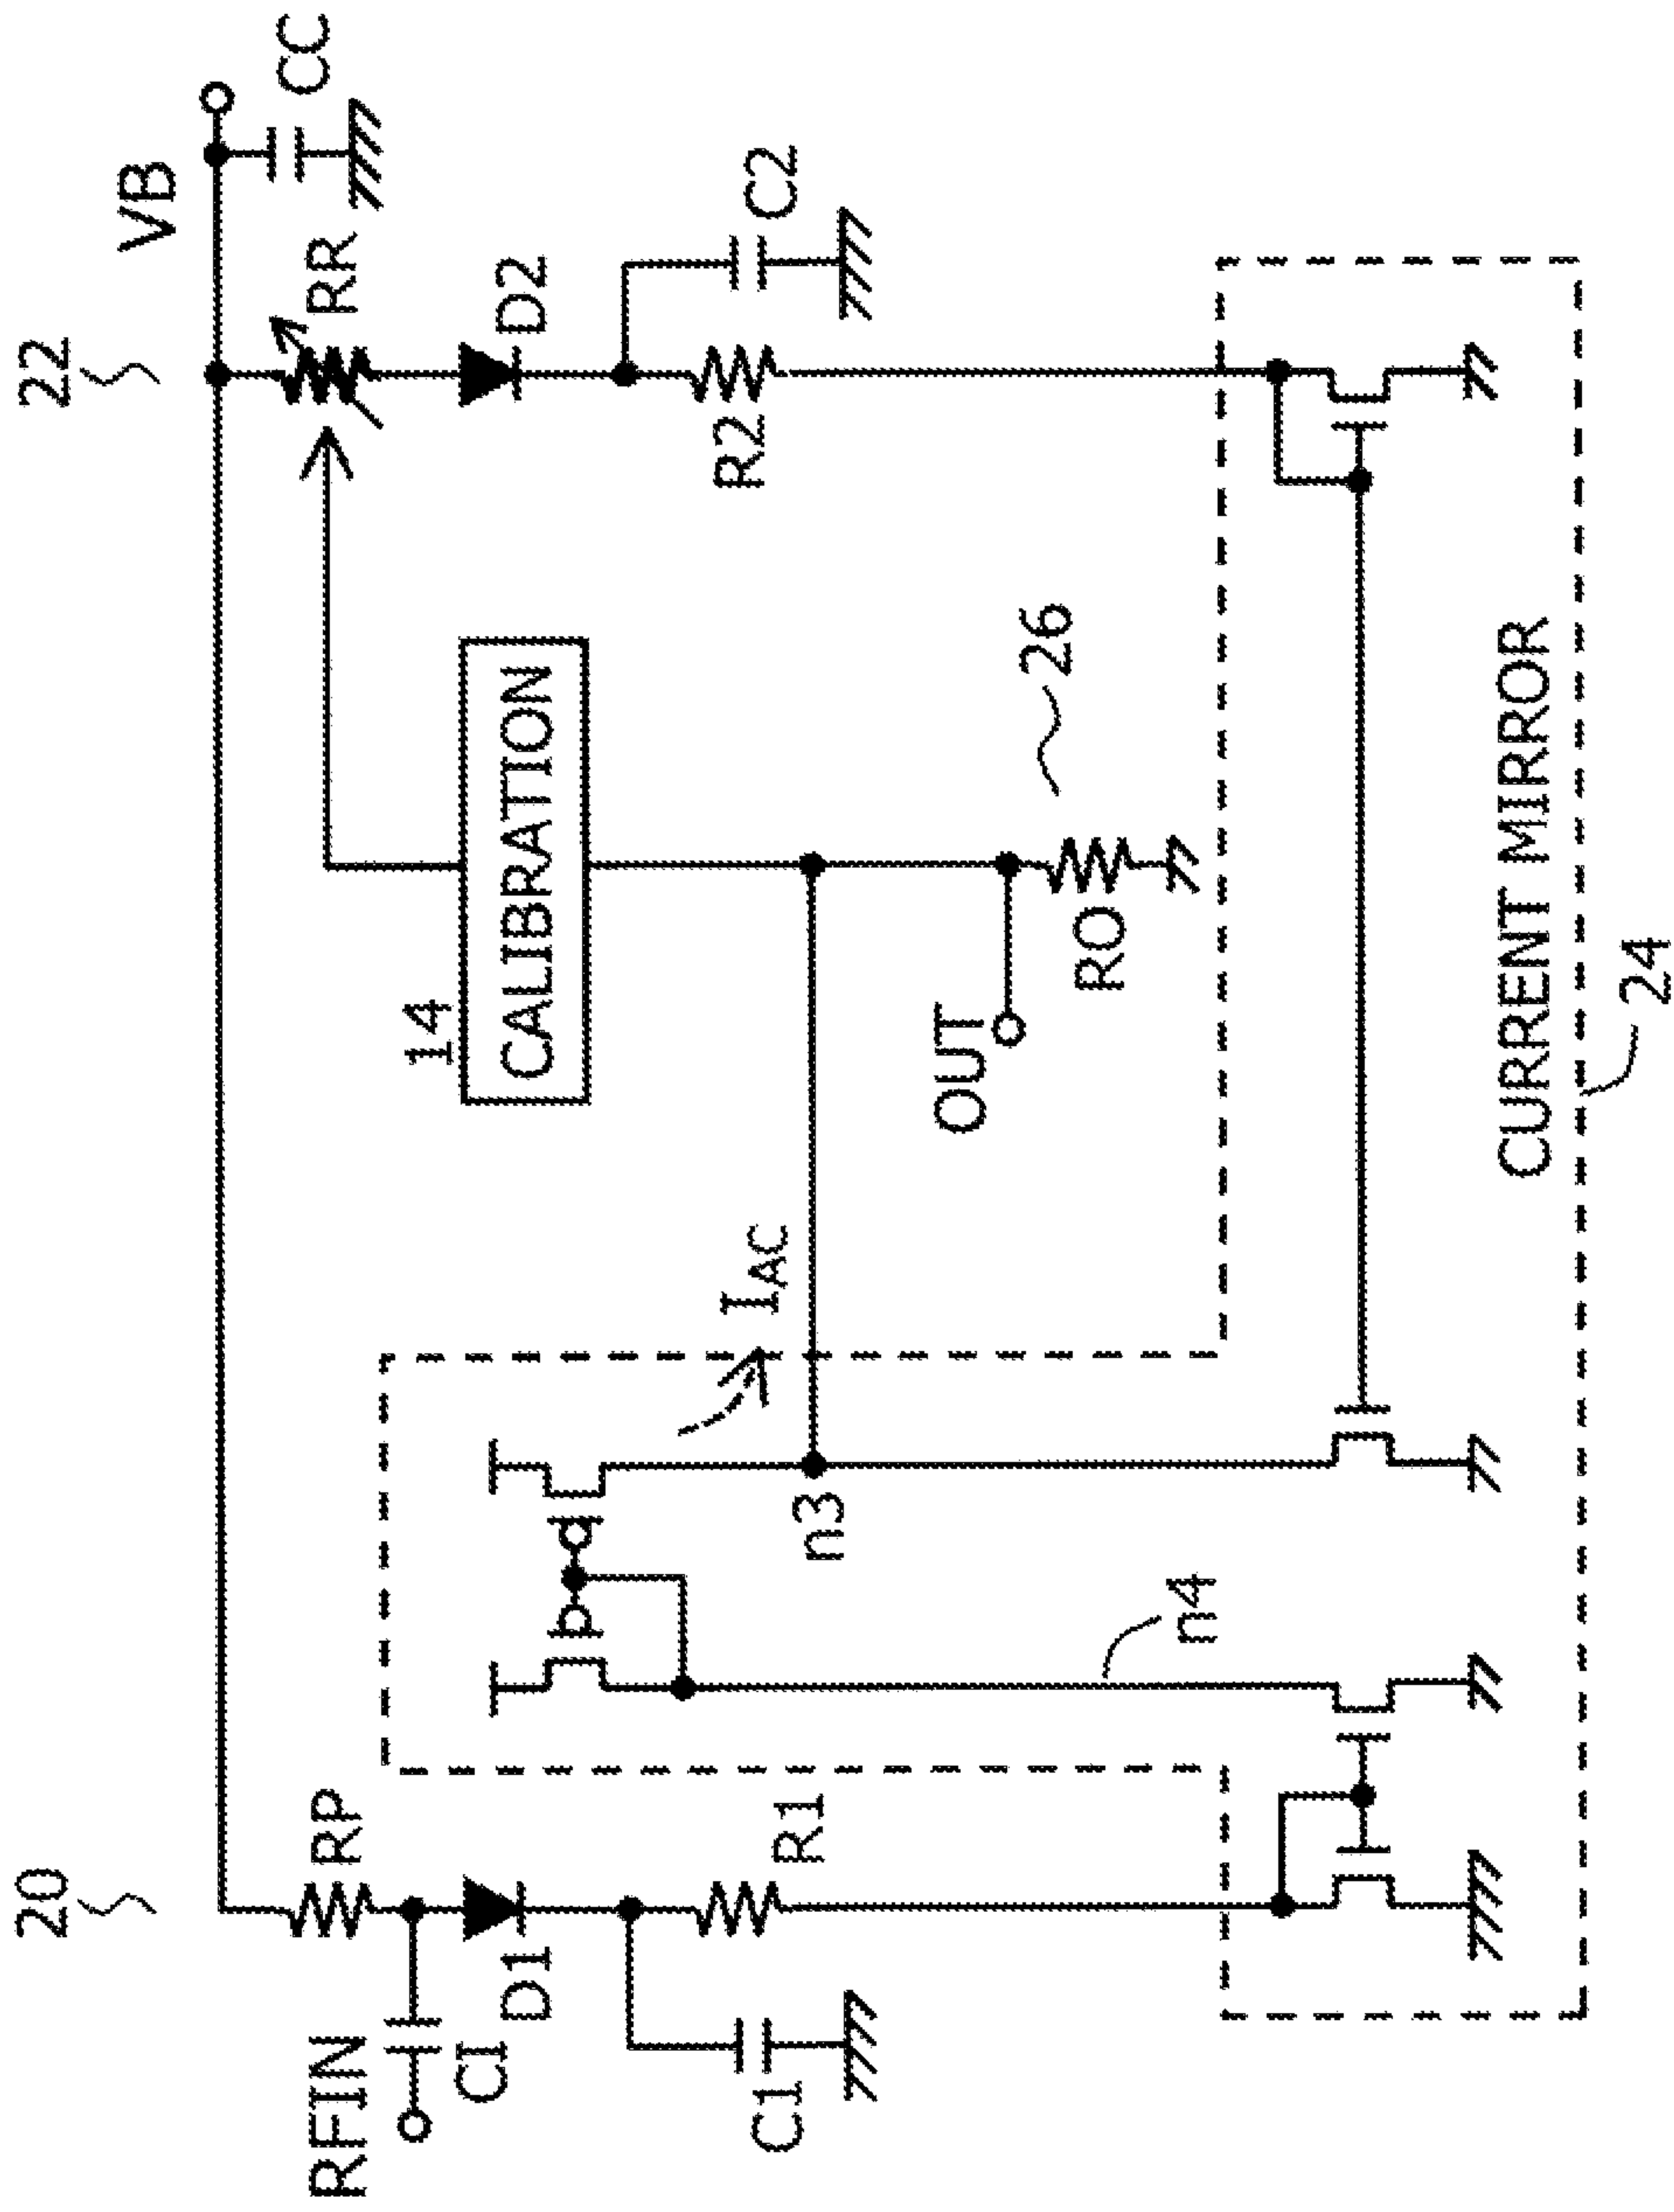 20
22
VB
RFIN
RP
RR
CC
CI
14
CALIBRATION
D1
D2
C1
R1
I_AC
R2
C2
n3
OUT
26
RO
n4
CURRENT MIRROR
24